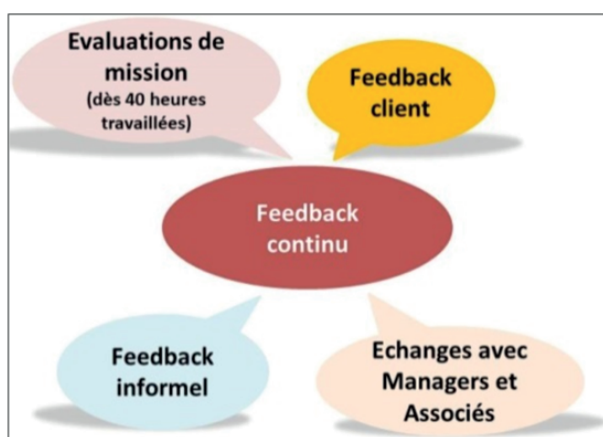 Evaluations de
mission
(dès 40 heures
travaillées)
Feedback
client
Feedback
continu
Feedback
informel
Echanges avec
Managers et
Associés